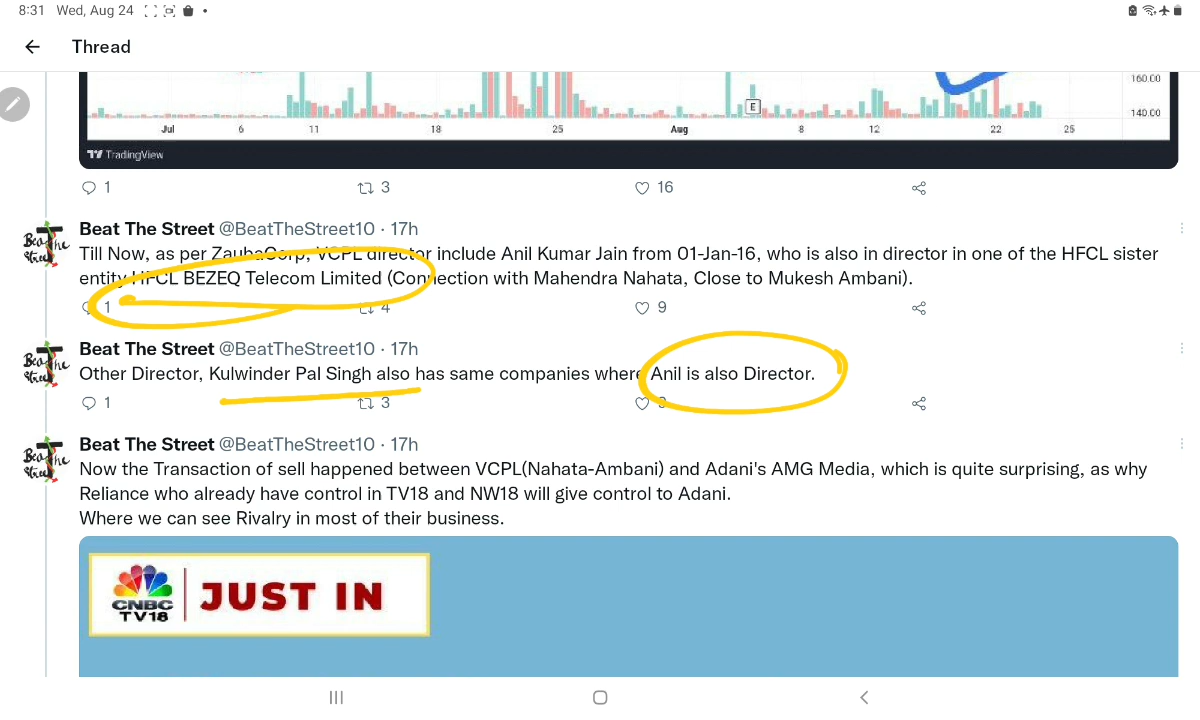 8:31 Wed, Aug 24
Thread
160.00
E
140.00
Jul 6 11 18 25 Aug 8 12 22 25
TradingView
1 3 16
Beat The Street @BeatTheStreet10 · 17h
Till Now, as per ZaubaCorp, VCPL director include Anil Kumar Jain from 01-Jan-16, who is also in director in one of the HFCL sister
entity HFCL BEZEQ Telecom Limited (Connection with Mahendra Nahata, Close to Mukesh Ambani).
1 4 9
Beat The Street @BeatTheStreet10 · 17h
Other Director, Kulwinder Pal Singh also has same companies where Anil is also Director.
1 3
Beat The Street @BeatTheStreet10 · 17h
Now the Transaction of sell happened between VCPL(Nahata-Ambani) and Adani's AMG Media, which is quite surprising, as why
Reliance who already have control in TV18 and NW18 will give control to Adani.
Where we can see Rivalry in most of their business.
CNBC
TV18
JUST IN